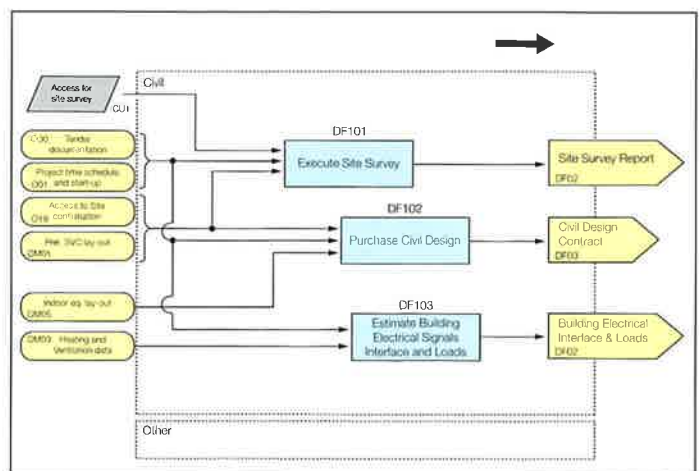 Access for
site survey
CU1
Civil
Tender
documentation
Project time schedule
001 and start-up
Access to Site
019 confirmation
Prel. SVC lay-out
DM01
Indoor eq. lay-out
DM05
DM03 Heating and
Ventilation data
DF101
Execute Site Survey
DF102
Purchase Civil Design
DF103
Estimate Building
Electrical Signals
Interface and Loads
Site Survey Report
DF02
Civil Design
Contract
DF03
Building Electrical
Interface & Loads
DF02
Other